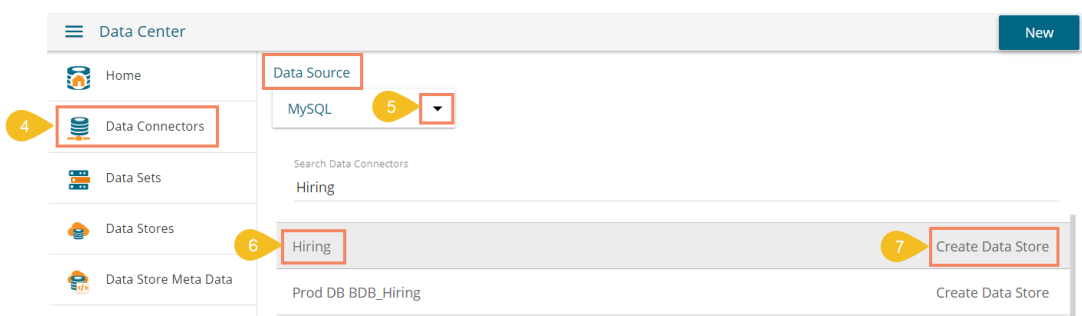 Data Center
New
Home
Data Source
MySQL
5
4
Data Connectors
Search Data Connectors
Hiring
Data Sets
Data Stores
6
Hiring
7
Create Data Store
Data Store Meta Data
Prod DB BDB_Hiring
Create Data Store